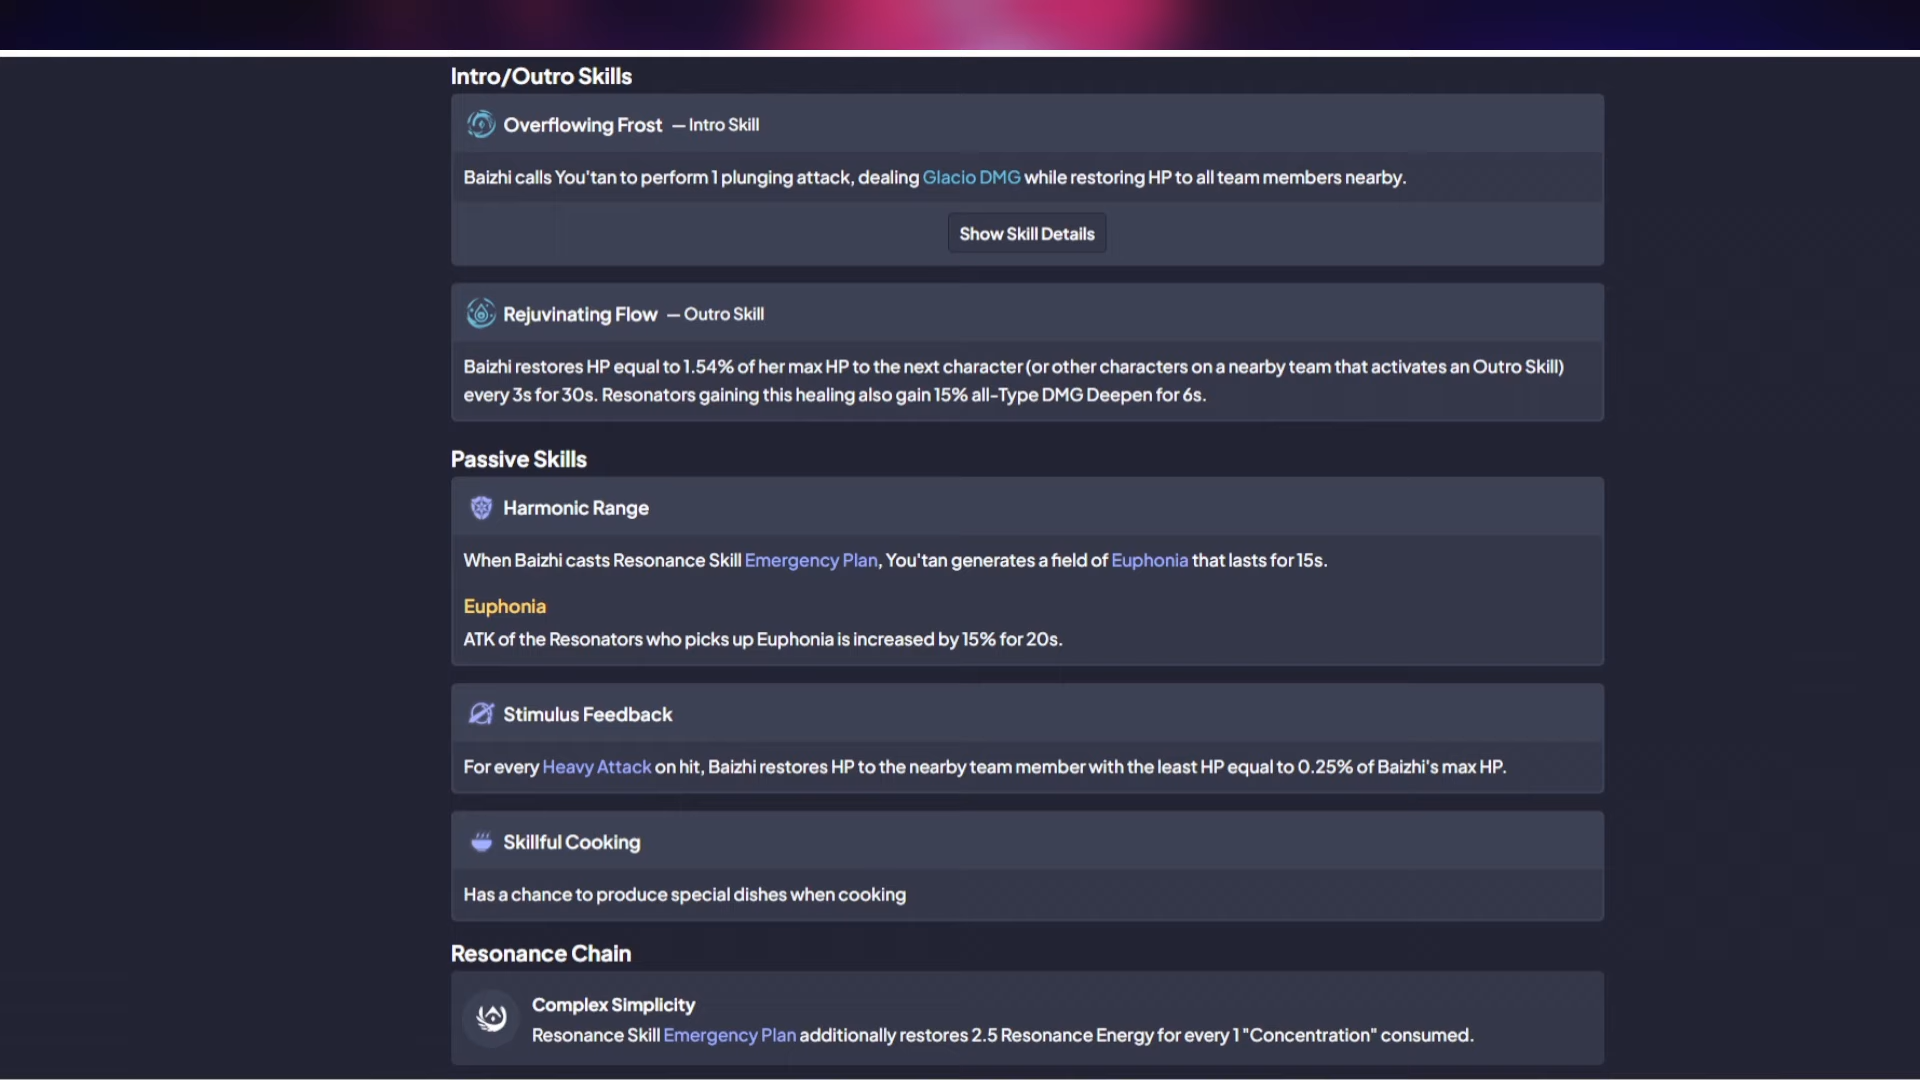 Intro/Outro Skills
Overflowing Frost — Intro Skill
Baizhi calls You'tan to perform 1 plunging attack, dealing Glacio DMG while restoring HP to all team members nearby.
Show Skill Details
Rejuvinating Flow — Outro Skill
Baizhi restores HP equal to 1.54% of her max HP to the next character (or other characters on a nearby team that activates an Outro Skill)
every 3s for 30s. Resonators gaining this healing also gain 15% all-Type DMG Deepen for 6s.
Passive Skills
Harmonic Range
When Baizhi casts Resonance Skill Emergency Plan, You'tan generates a field of Euphonia that lasts for 15s.
Euphonia
ATK of the Resonators who picks up Euphonia is increased by 15% for 20s.
Stimulus Feedback
For every Heavy Attack on hit, Baizhi restores HP to the nearby team member with the least HP equal to 0.25% of Baizhi's max HP.
Skillful Cooking
Has a chance to produce special dishes when cooking
Resonance Chain
Complex Simplicity
Resonance Skill Emergency Plan additionally restores 2.5 Resonance Energy for every 1 "Concentration" consumed.